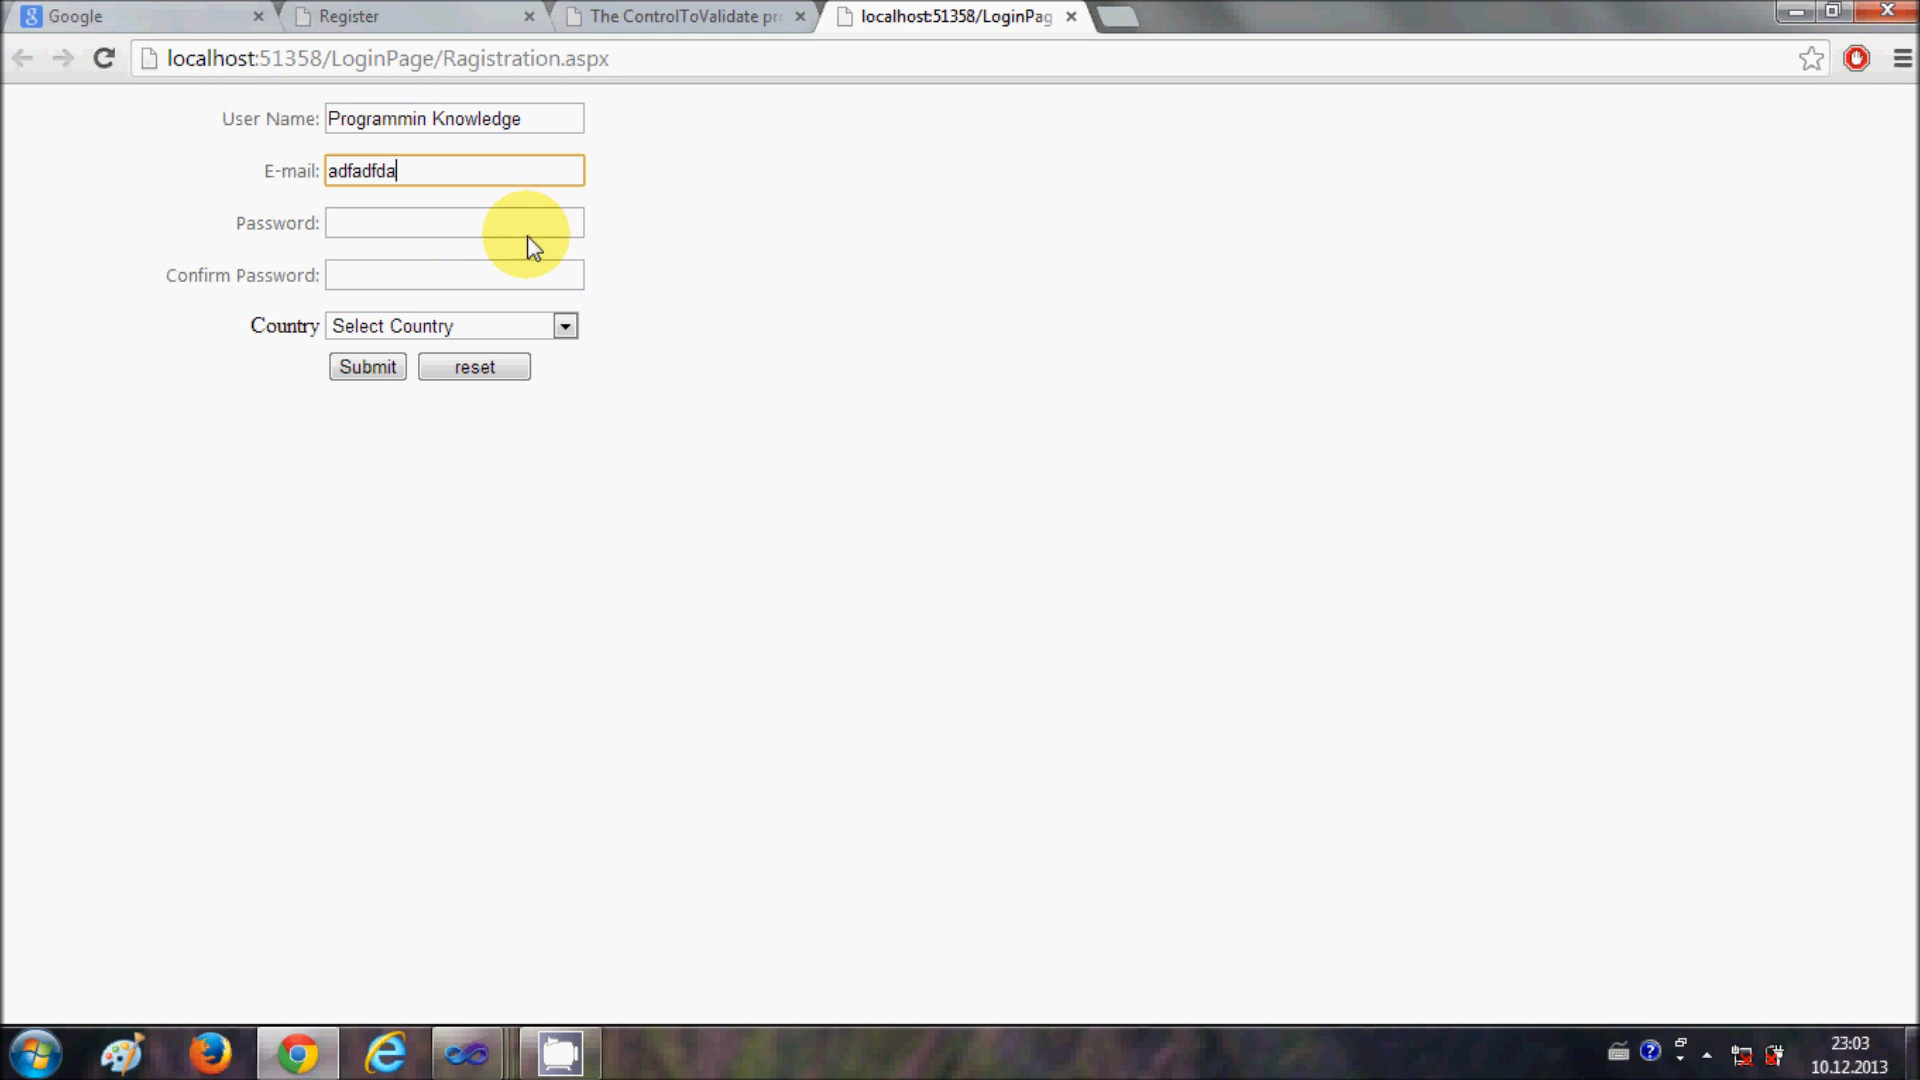 Google
Register
The ControlToValidate pr
localhost:51358/LoginPag
localhost:51358/LoginPage/Ragistration.aspx
User Name: Programmin Knowledge
E-mail: adfadfda
Password:
Confirm Password:
Country Select Country
Submit reset
23:03
10.12.2013